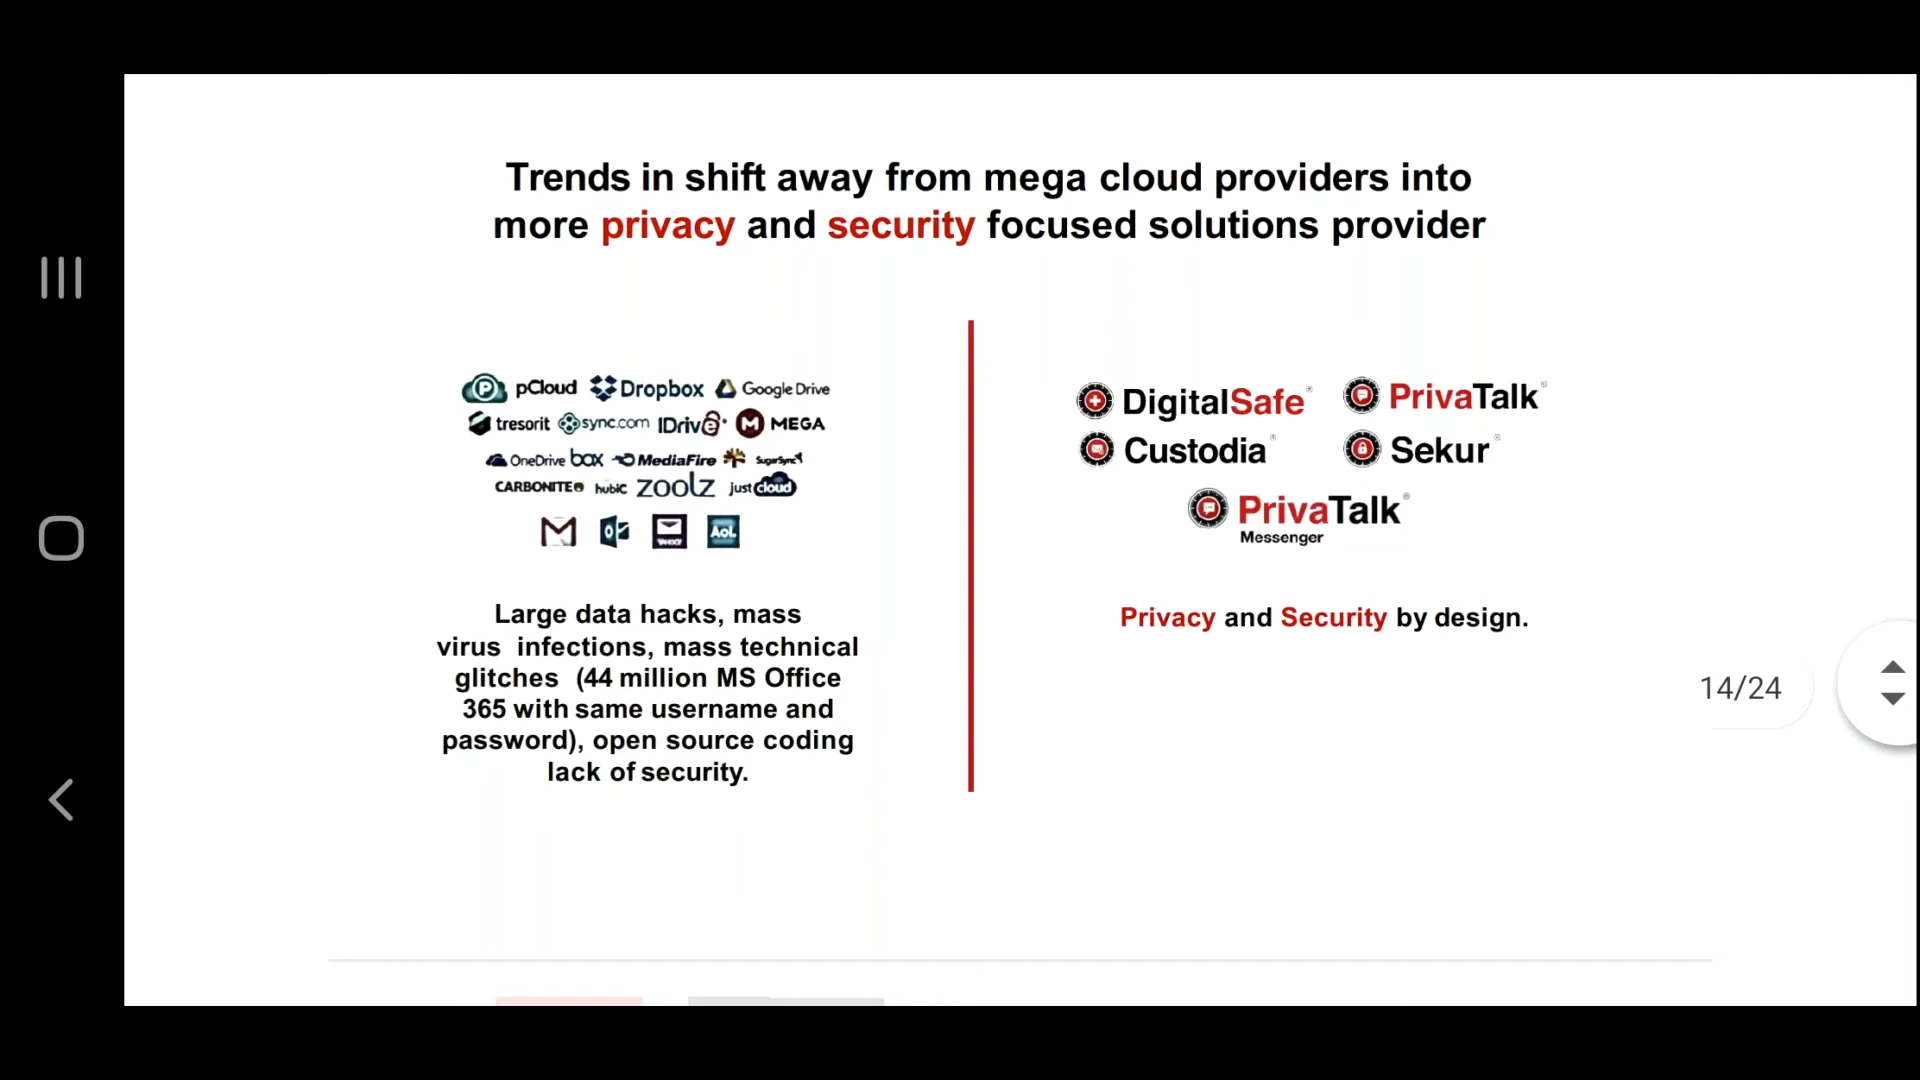 Trends in shift away from mega cloud providers into
more privacy and security focused solutions provider
pCloud Dropbox Google Drive
tresorit sync.com IDrive MEGA
OneDrive box MediaFire SugarSync
CARBONITE hubiC zoolz justcloud
YAHOO! Aol.
Large data hacks, mass
virus infections, mass technical
glitches (44 million MS Office
365 with same username and
password), open source coding
lack of security.
DigitalSafe® PrivaTalk®
Custodia® Sekur®
PrivaTalk®
Messenger
Privacy and Security by design.
14/24